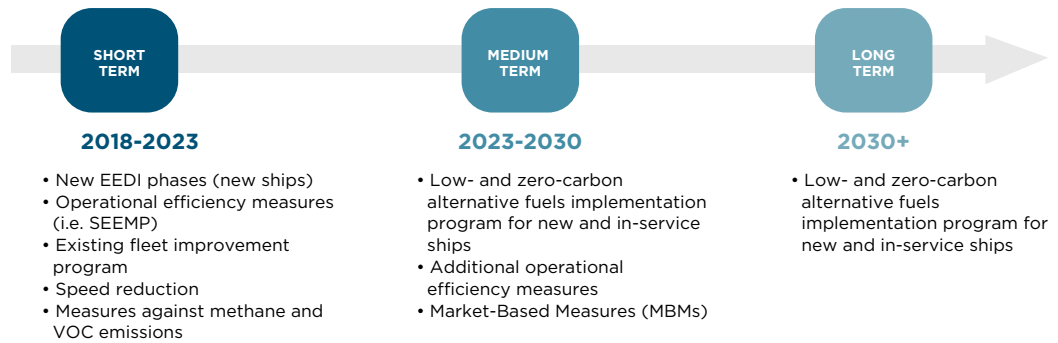 SHORT
TERM
MEDIUM
TERM
LONG
TERM
2018-2023
• New EEDI phases (new ships)
• Operational efficiency measures
(i.e. SEEMP)
• Existing fleet improvement
program
• Speed reduction
• Measures against methane and
VOC emissions
2023-2030
• Low- and zero-carbon
alternative fuels implementation
program for new and in-service
ships
• Additional operational
efficiency measures
• Market-Based Measures (MBMs)
2030+
• Low- and zero-carbon
alternative fuels
implementation program for
new and in-service ships